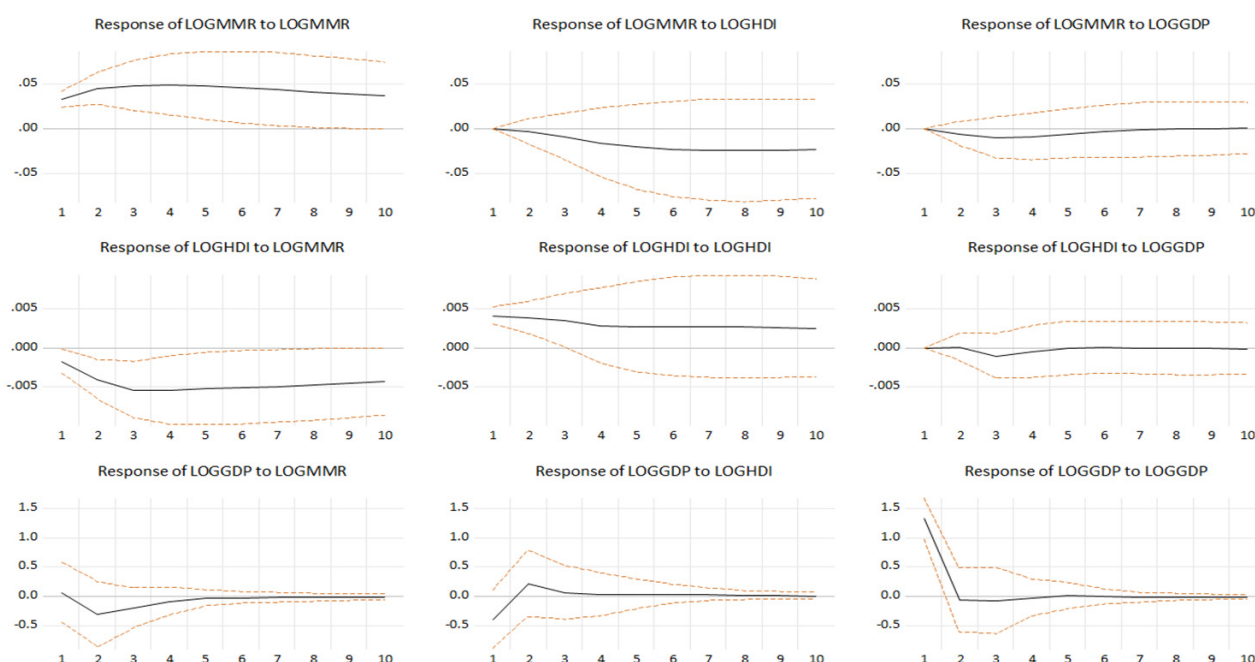 Response of LOGMMR to LOGMMR
.05
.00
-.05
1 2 3 4 5 6 7 8 9 10
Response of LOGMMR to LOGHDI
.05
.00
-.05
1 2 3 4 5 6 7 8 9 10
Response of LOGMMR to LOGGDP
.05
.00
-.05
1 2 3 4 5 6 7 8 9 10
Response of LOGHDI to LOGMMR
.005
.000
-.005
1 2 3 4 5 6 7 8 9 10
Response of LOGHDI to LOGHDI
.005
.000
-.005
1 2 3 4 5 6 7 8 9 10
Response of LOGHDI to LOGGDP
.005
.000
-.005
1 2 3 4 5 6 7 8 9 10
Response of LOGGDP to LOGMMR
1.5
1.0
0.5
0.0
-0.5
1 2 3 4 5 6 7 8 9 10
Response of LOGGDP to LOGHDI
1.5
1.0
0.5
0.0
-0.5
1 2 3 4 5 6 7 8 9 10
Response of LOGGDP to LOGGDP
1.5
1.0
0.5
0.0
-0.5
1 2 3 4 5 6 7 8 9 10